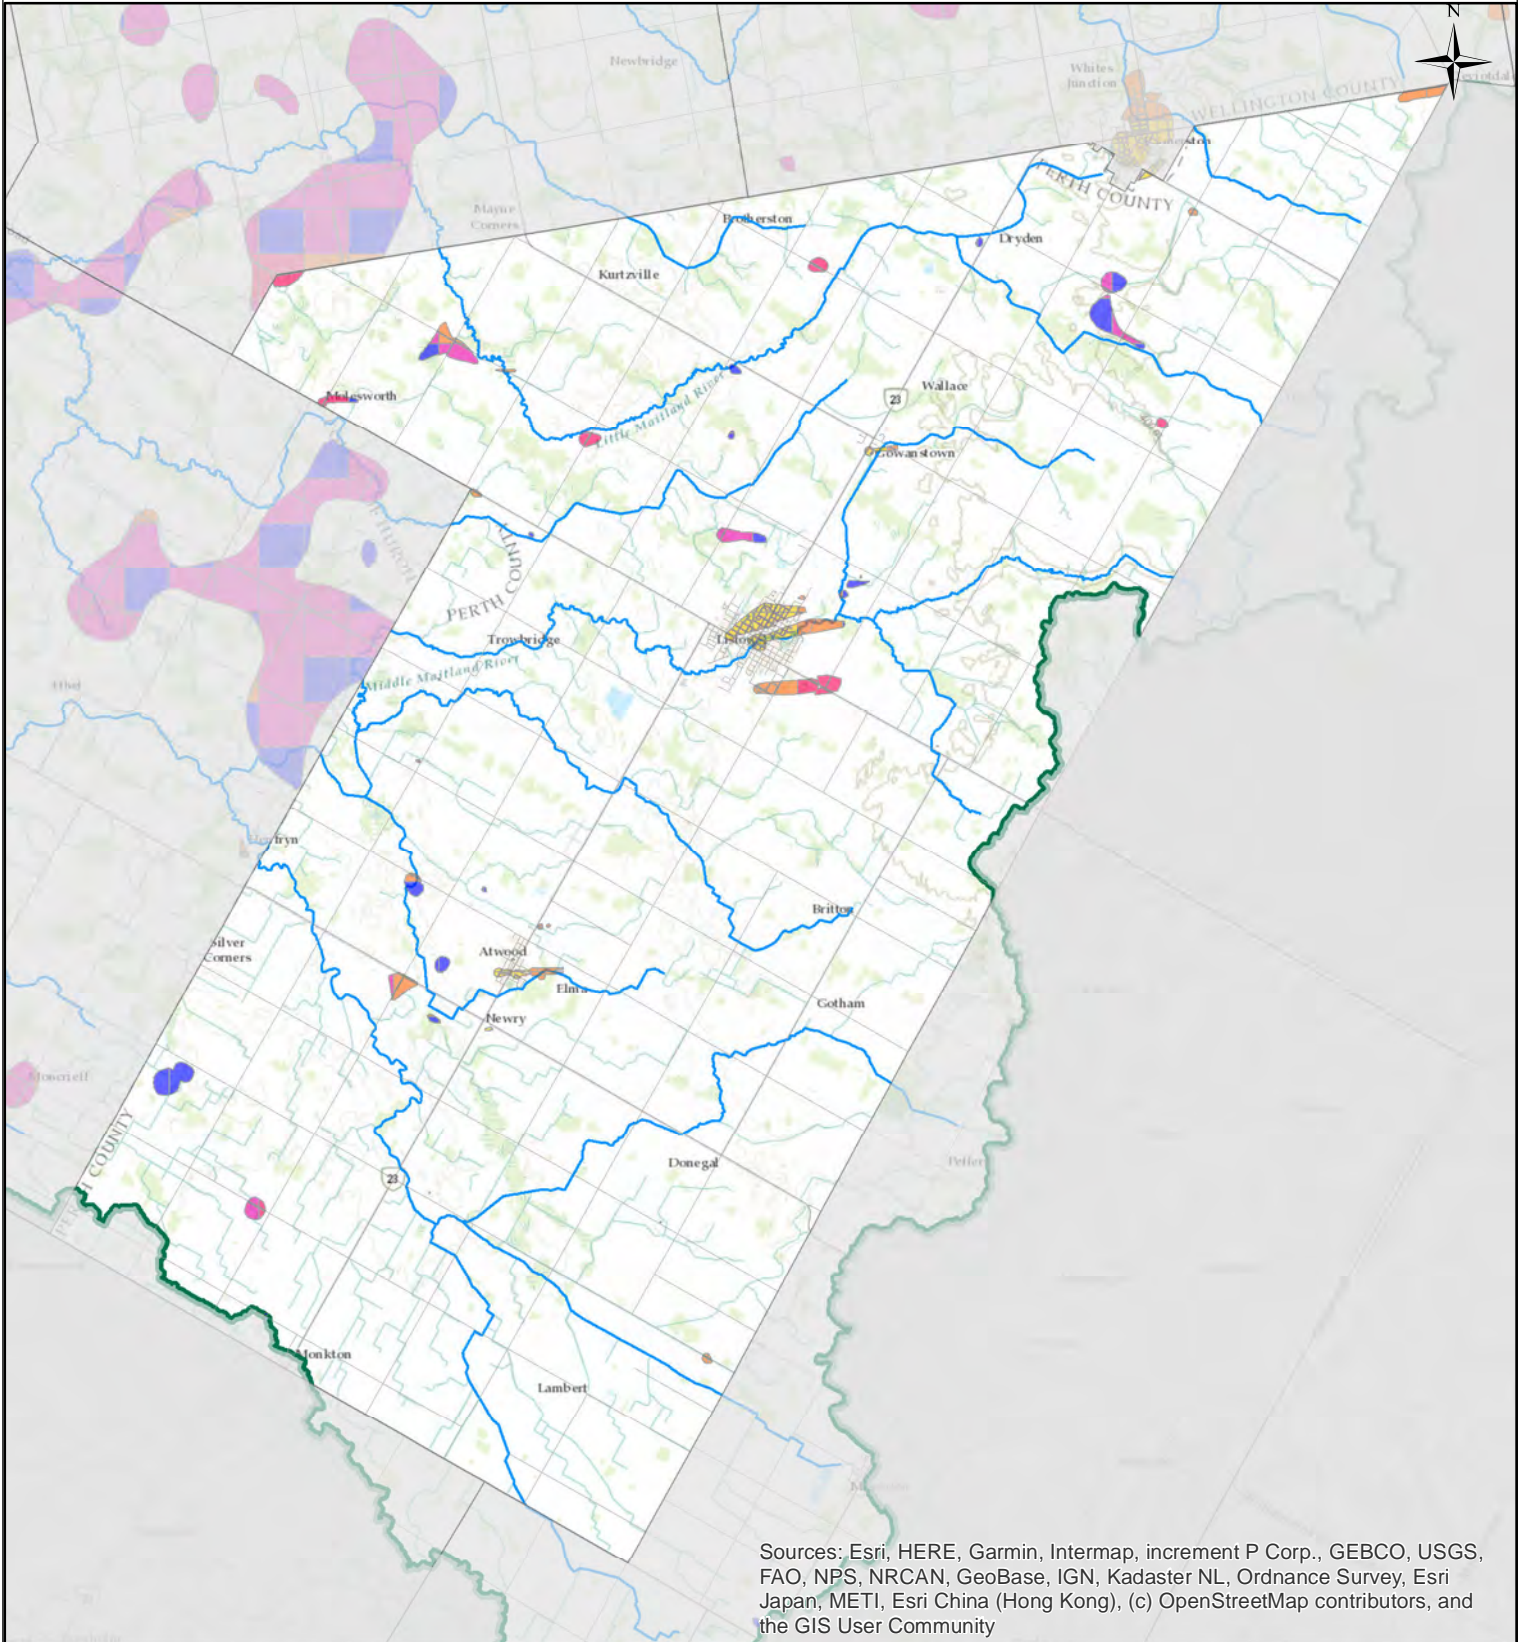 N
Newbridge
Whites
Junction
WELLINGTON COUNTY
PERTH COUNTY
Mayne
Corners
Brotherston
Dryden
Kurtzville
Wallace
23
Molesworth
Little Maitland River
Gowanstown
PERTH COUNTY
Trowbridge
Listowel
Middle Maitland River
Ethel
Britton
Silver
Corners
Atwood
Elma
Newry
Gotham
Moncrieff
Donegal
Peffer
23
Monkton
Lambert
Sources: Esri, HERE, Garmin, Intermap, increment P Corp., GEBCO, USGS,
FAO, NPS, NRCAN, GeoBase, IGN, Kadaster NL, Ordnance Survey, Esri
Japan, METI, Esri China (Hong Kong), (c) OpenStreetMap contributors, and
the GIS User Community